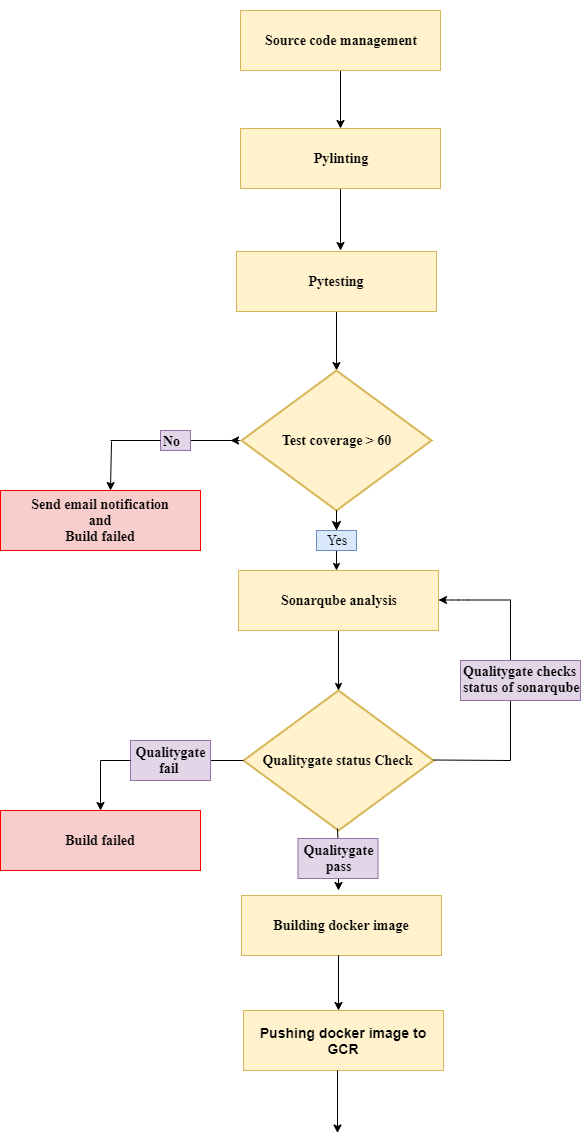 Source code management
Pylinting
Pytesting
Test coverage > 60
No
Send email notification
and
Build failed
Yes
Sonarqube analysis
Qualitygate checks
status of sonarqube
Qualitygate status Check
Qualitygate
fail
Build failed
Qualitygate
pass
Building docker image
Pushing docker image to
GCR